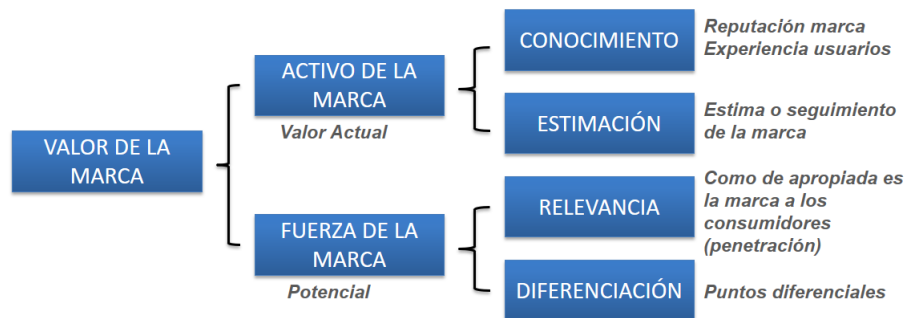 VALOR DE LA
MARCA
ACTIVO DE LA
MARCA
Valor Actual
FUERZA DE LA
MARCA
Potencial
CONOCIMIENTO
Reputación marca
Experiencia usuarios
ESTIMACIÓN
Estima o seguimiento
de la marca
RELEVANCIA
Como de apropiada es
la marca a los
consumidores
(penetración)
DIFERENCIACIÓN
Puntos diferenciales